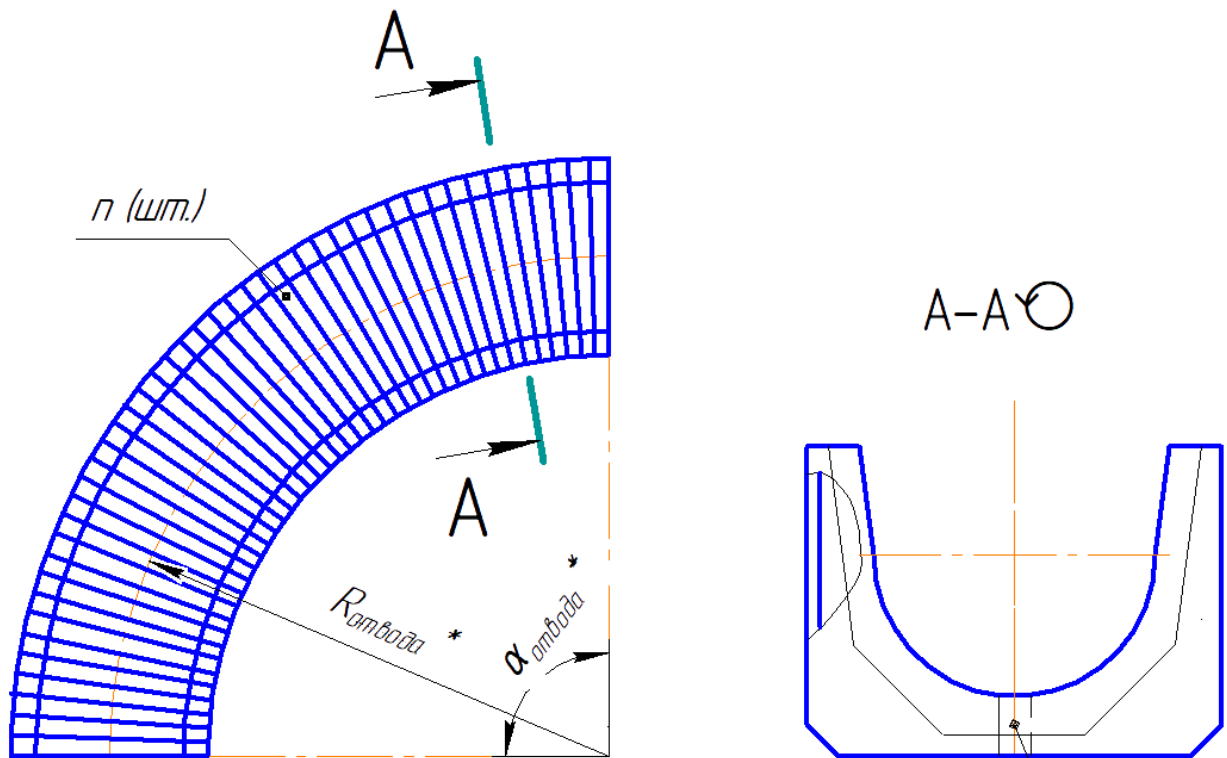 A
n (шт.)
A-A
A
Rотвода *
αотвода *